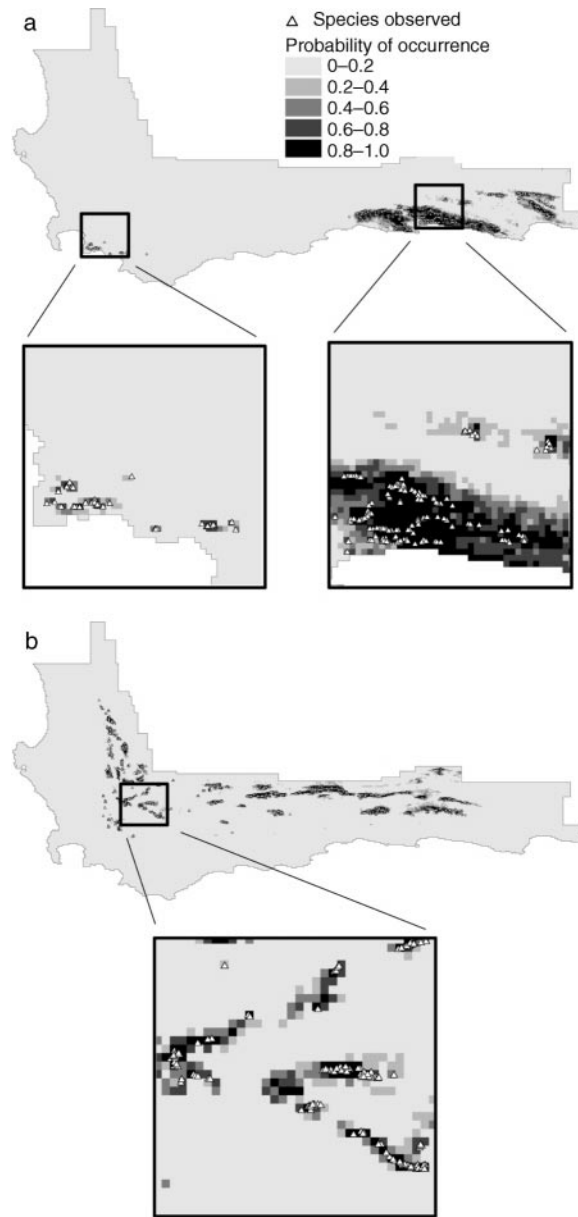 a
Species observed
Probability of occurrence
0–0.2
0.2–0.4
0.4–0.6
0.6–0.8
0.8–1.0
b